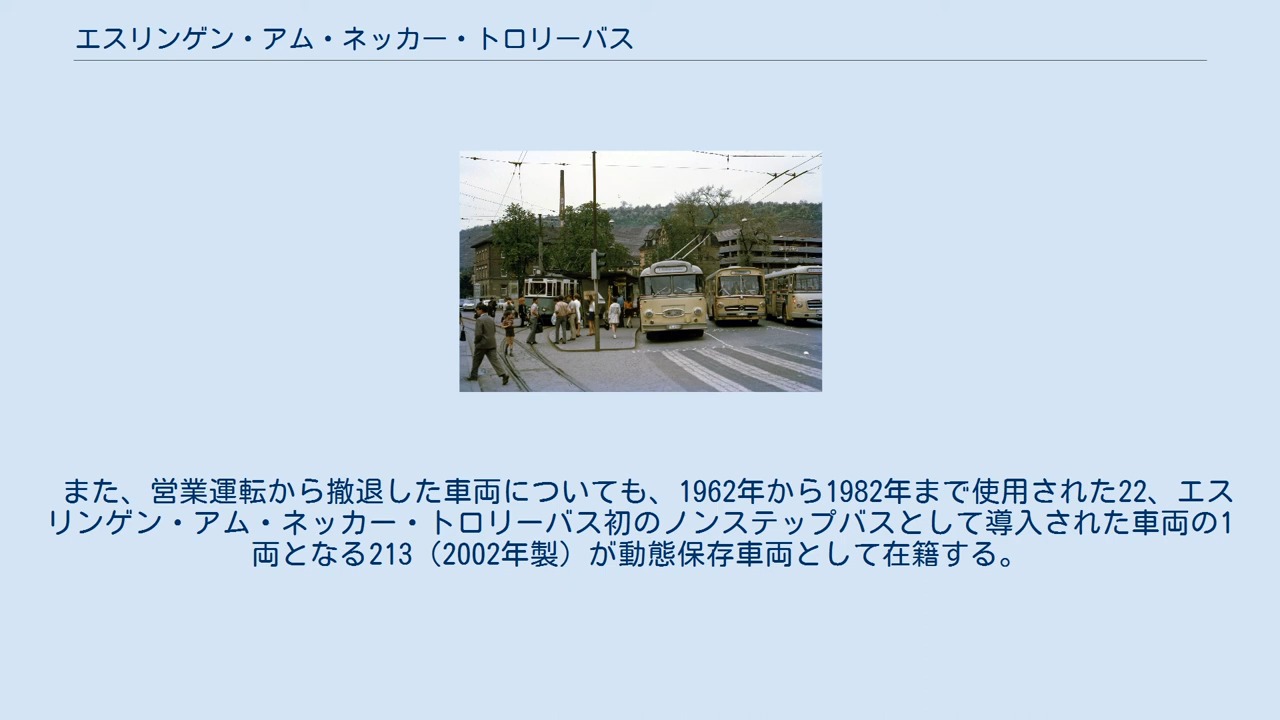 エスリンゲン・アム・ネッカー・トロリーバス
また、営業運転から撤退した車両についても、1962年から1982年まで使用された22、エス
リンゲン・アム・ネッカー・トロリーバス初のノンステップバスとして導入された車両の1
両となる213（2002年製）が動態保存車両として在籍する。